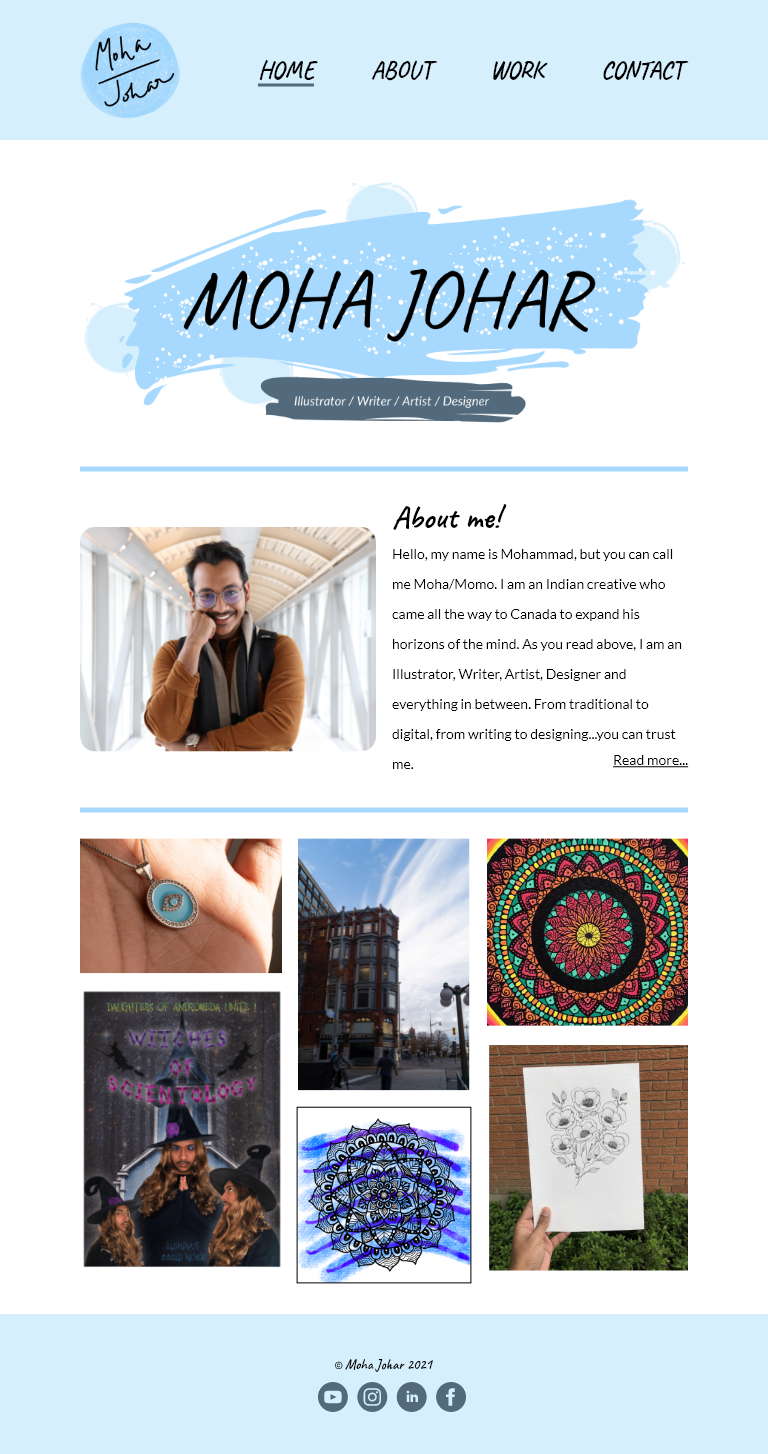 Moha
Johar
HOME ABOUT WORK CONTACT
MOHA JOHAR
Illustrator / Writer / Artist / Designer
About me!
Hello, my name is Mohammad, but you can call
me Moha/Momo. I am an Indian creative who
came all the way to Canada to expand his
horizons of the mind. As you read above, I am an
Illustrator, Writer, Artist, Designer and
everything in between. From traditional to
digital, from writing to designing...you can trust
me.
Read more...
DAUGHTERS OF ANDROMEDA UNITE !
WITCHES
OF
SCIENTOLOGY
© Moha Johar 2021
in